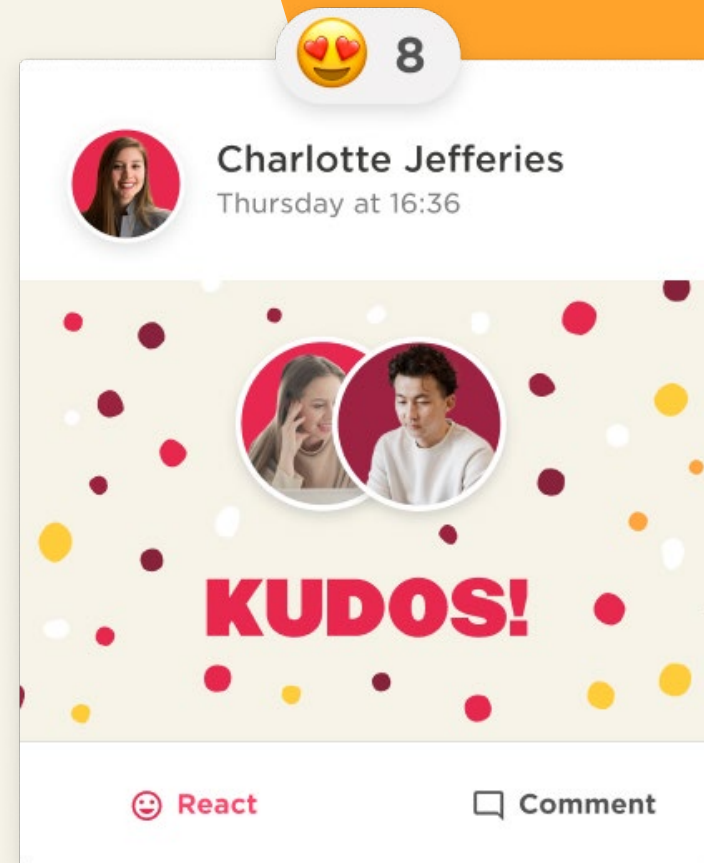 8
Charlotte Jefferies
Thursday at 16:36
KUDOS!
React
Comment